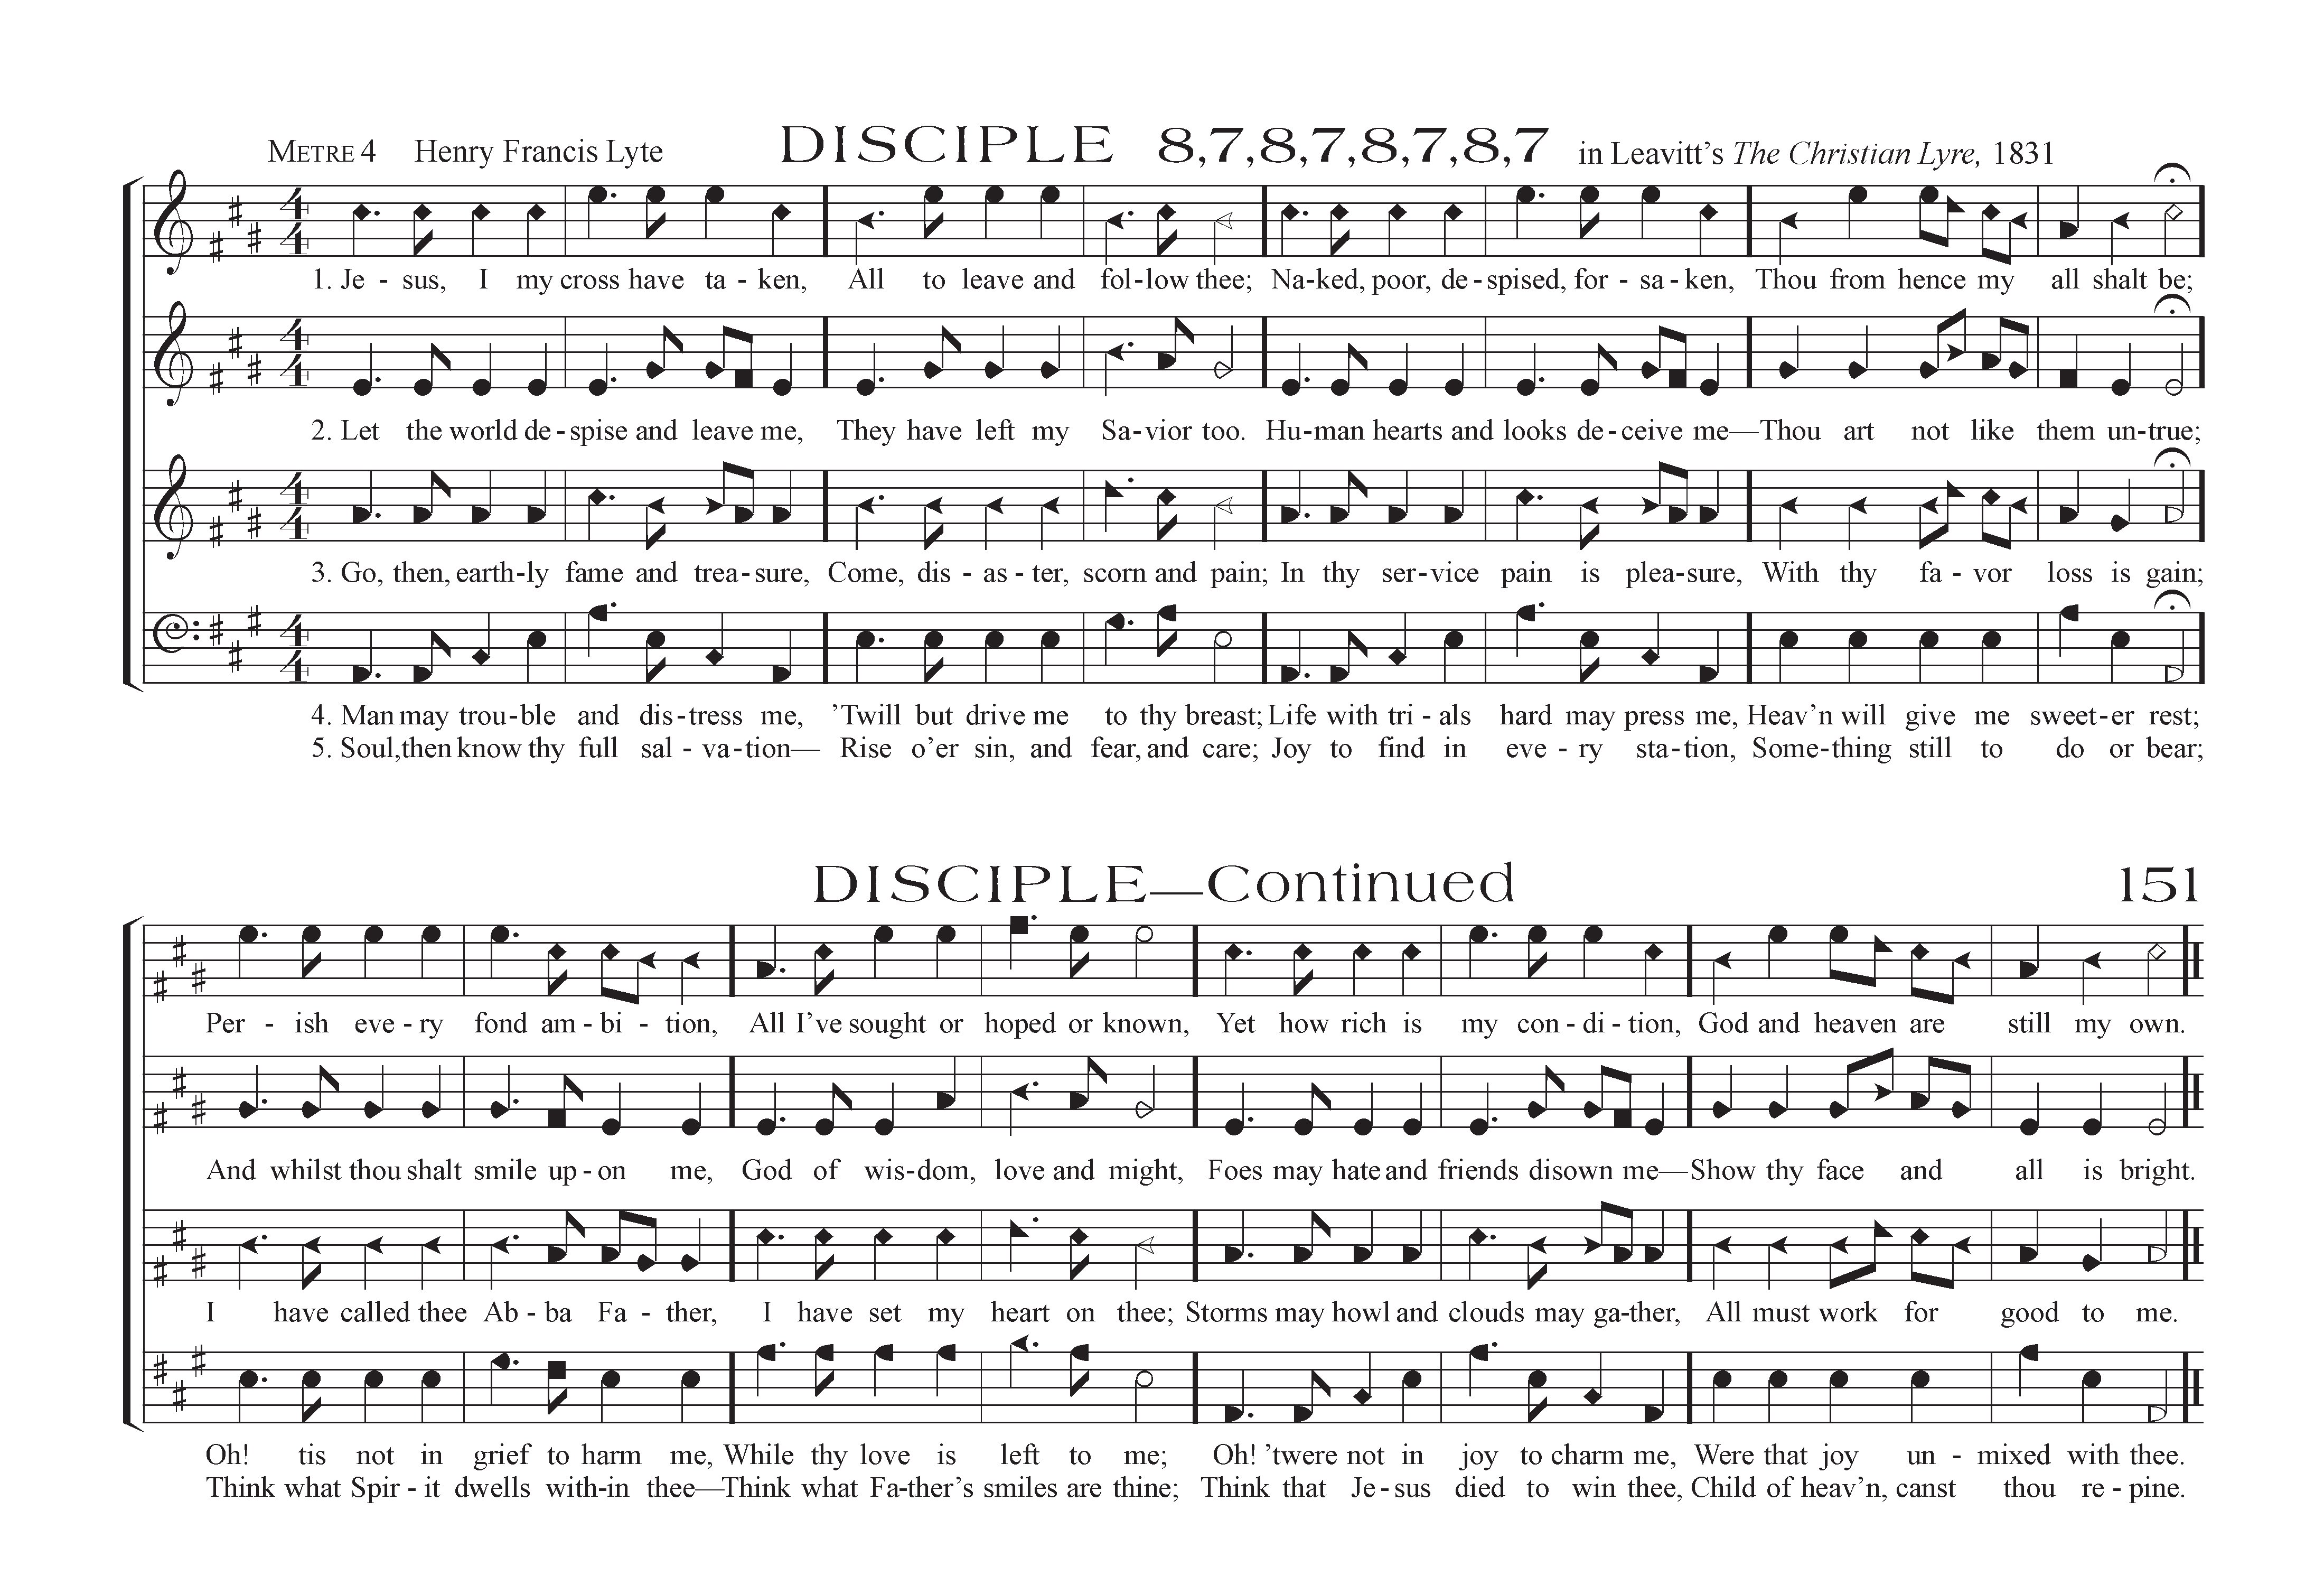 METRE 4 Henry Francis Lyte DISCIPLE 8,7,8,7,8,7,8,7 in Leavitt’s The Christian Lyre, 1831
4 4
1. Je - sus, I my cross have ta - ken, All to leave and fol - low thee; Na - ked, poor, de - spised, for - sa - ken, Thou from hence my all shalt be;
4 4
2. Let the world de - spise and leave me, They have left my Sa - vior too. Hu - man hearts and looks de - ceive me—Thou art not like them un - true;
4 4
3. Go, then, earth - ly fame and trea - sure, Come, dis - as - ter, scorn and pain; In thy ser - vice pain is plea - sure, With thy fa - vor loss is gain;
4 4
4. Man may trou - ble and dis - tress me, ’Twill but drive me to thy breast; Life with tri - als hard may press me, Heav’n will give me sweet - er rest;
5. Soul, then know thy full sal - va - tion— Rise o’er sin, and fear, and care; Joy to find in eve - ry sta - tion, Some - thing still to do or bear;
DISCIPLE—Continued 151
Per - ish eve - ry fond am - bi - tion, All I’ve sought or hoped or known, Yet how rich is my con - di - tion, God and heaven are still my own.
And whilst thou shalt smile up - on me, God of wis - dom, love and might, Foes may hate and friends disown me—Show thy face and all is bright.
I have called thee Ab - ba Fa - ther, I have set my heart on thee; Storms may howl and clouds may ga - ther, All must work for good to me.
Oh! tis not in grief to harm me, While thy love is left to me; Oh! ’twere not in joy to charm me, Were that joy un - mixed with thee.
Think what Spir - it dwells with - in thee—Think what Fa - ther’s smiles are thine; Think that Je - sus died to win thee, Child of heav’n, canst thou re - pine.